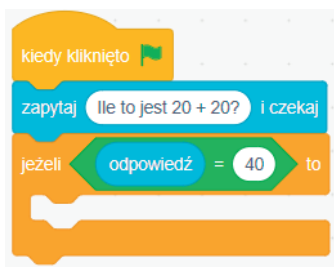 kiedy kliknięto
zapytaj Ile to jest 20 + 20? i czekaj
jeżeli odpowiedź = 40 to